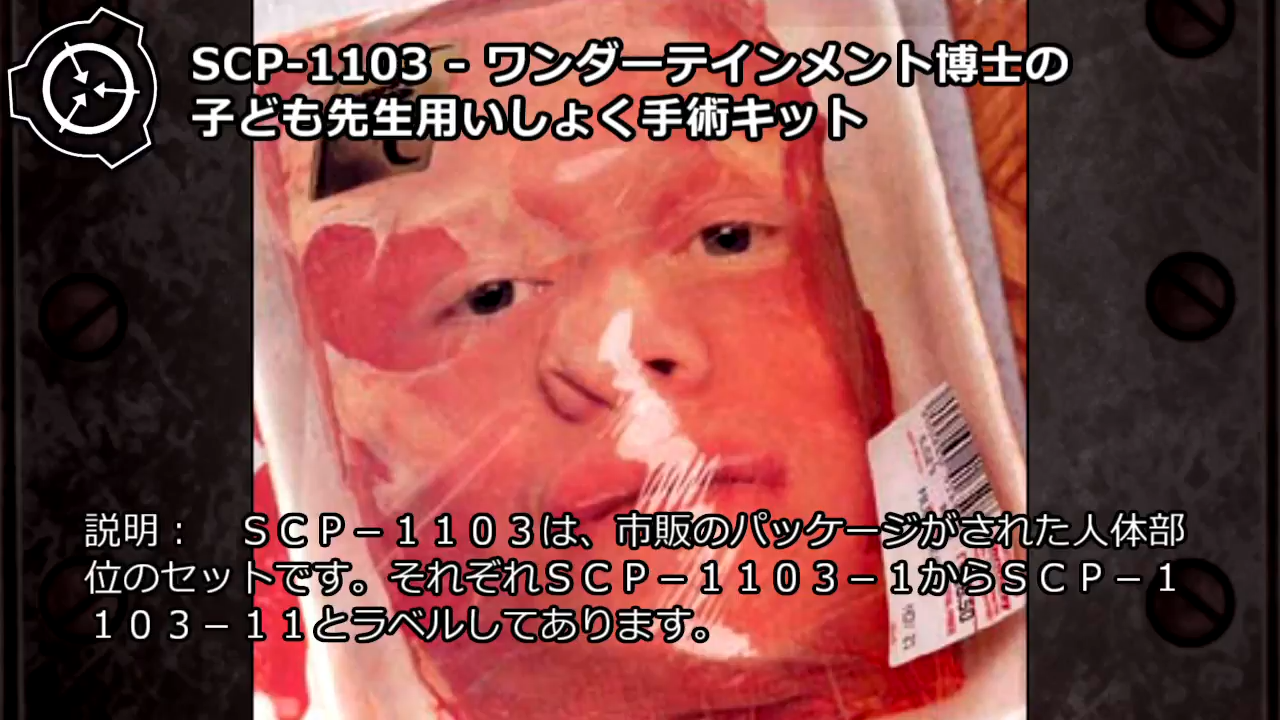 SCP-1103 - ワンダーテインメント博士の
子ども先生用いしょく手術キット
説明：　ＳＣＰ－１１０３は、市販のパッケージがされた人体部
位のセットです。それぞれＳＣＰ－１１０３－１からＳＣＰ－１
１０３－１１とラベルしてあります。